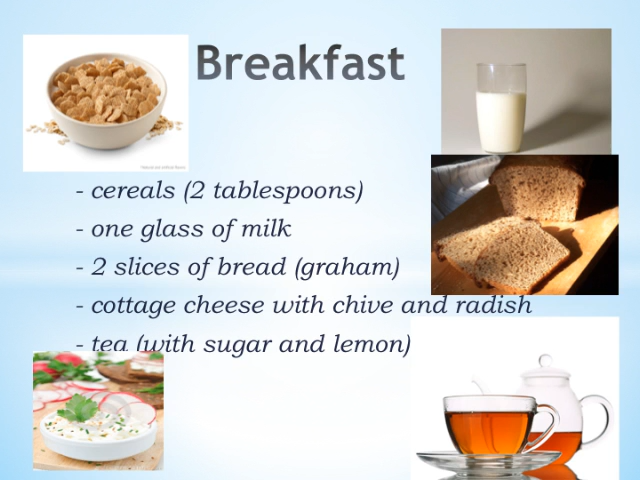 Breakfast
- cereals (2 tablespoons)
- one glass of milk
- 2 slices of bread (graham)
- cottage cheese with chive and radish
- tea (with sugar and lemon)